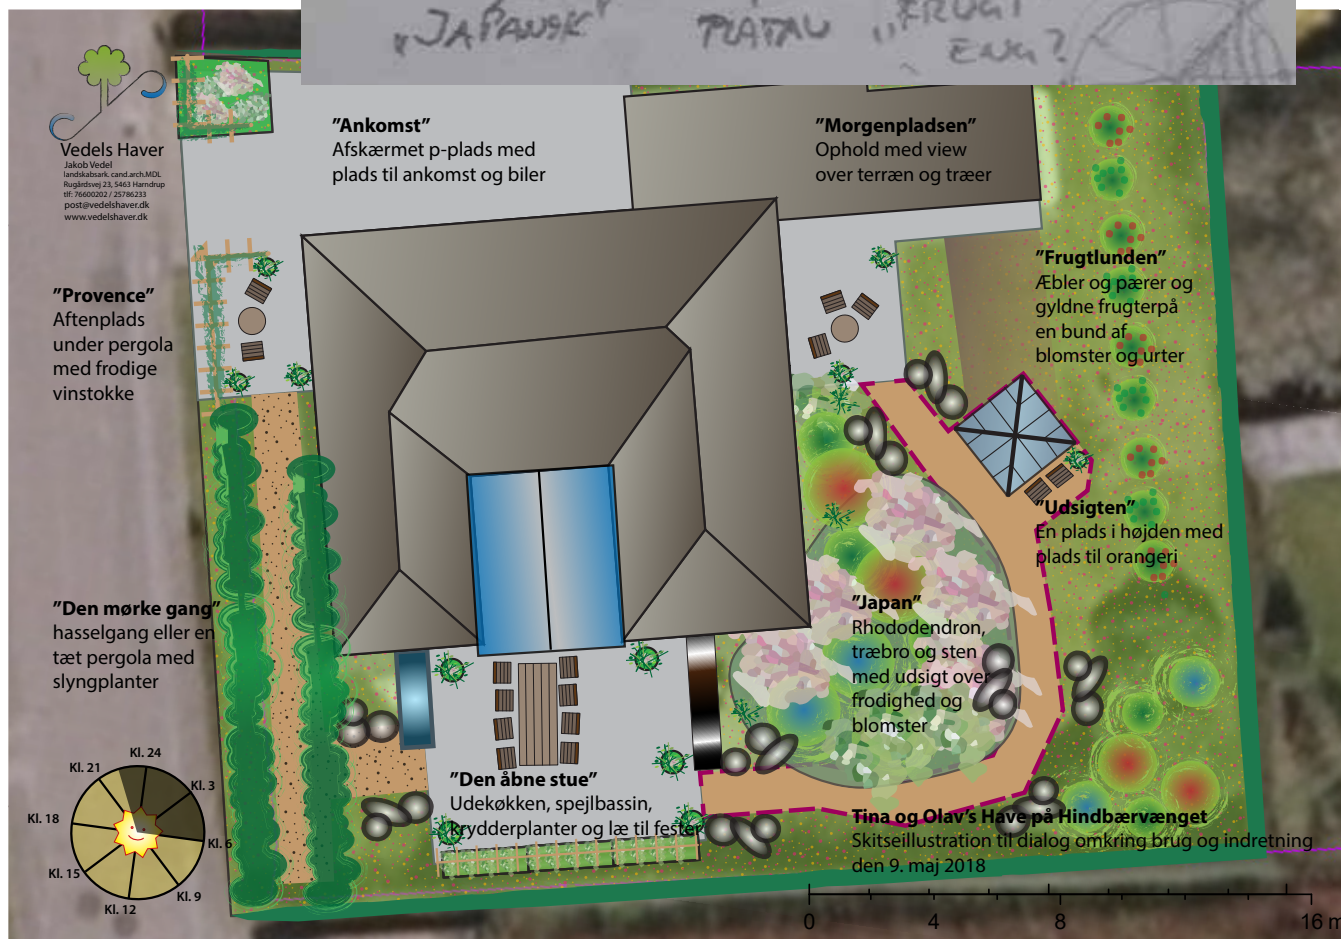 "JAPANSK"
PLATAU
"FRUGT
ENG?
Vedels Haver
Jakob Vedel
landskabsark. cand.arch.MDL
Rugårdsvej 23, 5463 Harndrup
tlf: 76600202 / 25786233
post@vedelshaver.dk
www.vedelshaver.dk
"Ankomst"
Afskærmet p-plads med
plads til ankomst og biler
"Morgenpladsen"
Ophold med view
over terræn og træer
"Provence"
Aftenplads
under pergola
med frodige
vinstokke
"Frugtlunden"
Æbler og pærer og
gyldne frugterpå
en bund af
blomster og urter
"Udsigten"
En plads i højden med
plads til orangeri
"Den mørke gang"
hasselgang eller en
tæt pergola med
slyngplanter
"Japan"
Rhododendron,
træbro og sten
med udsigt over
frodighed og
blomster
"Den åbne stue"
Udekøkken, spejlbassin,
krydderplanter og læ til fester
Kl. 24
Kl. 3
Kl. 6
Kl. 9
Kl. 12
Kl. 15
Kl. 18
Kl. 21
Tina og Olav's Have på Hindbærvænget
Skitseillustration til dialog omkring brug og indretning
den 9. maj 2018
0 4 8 16 m